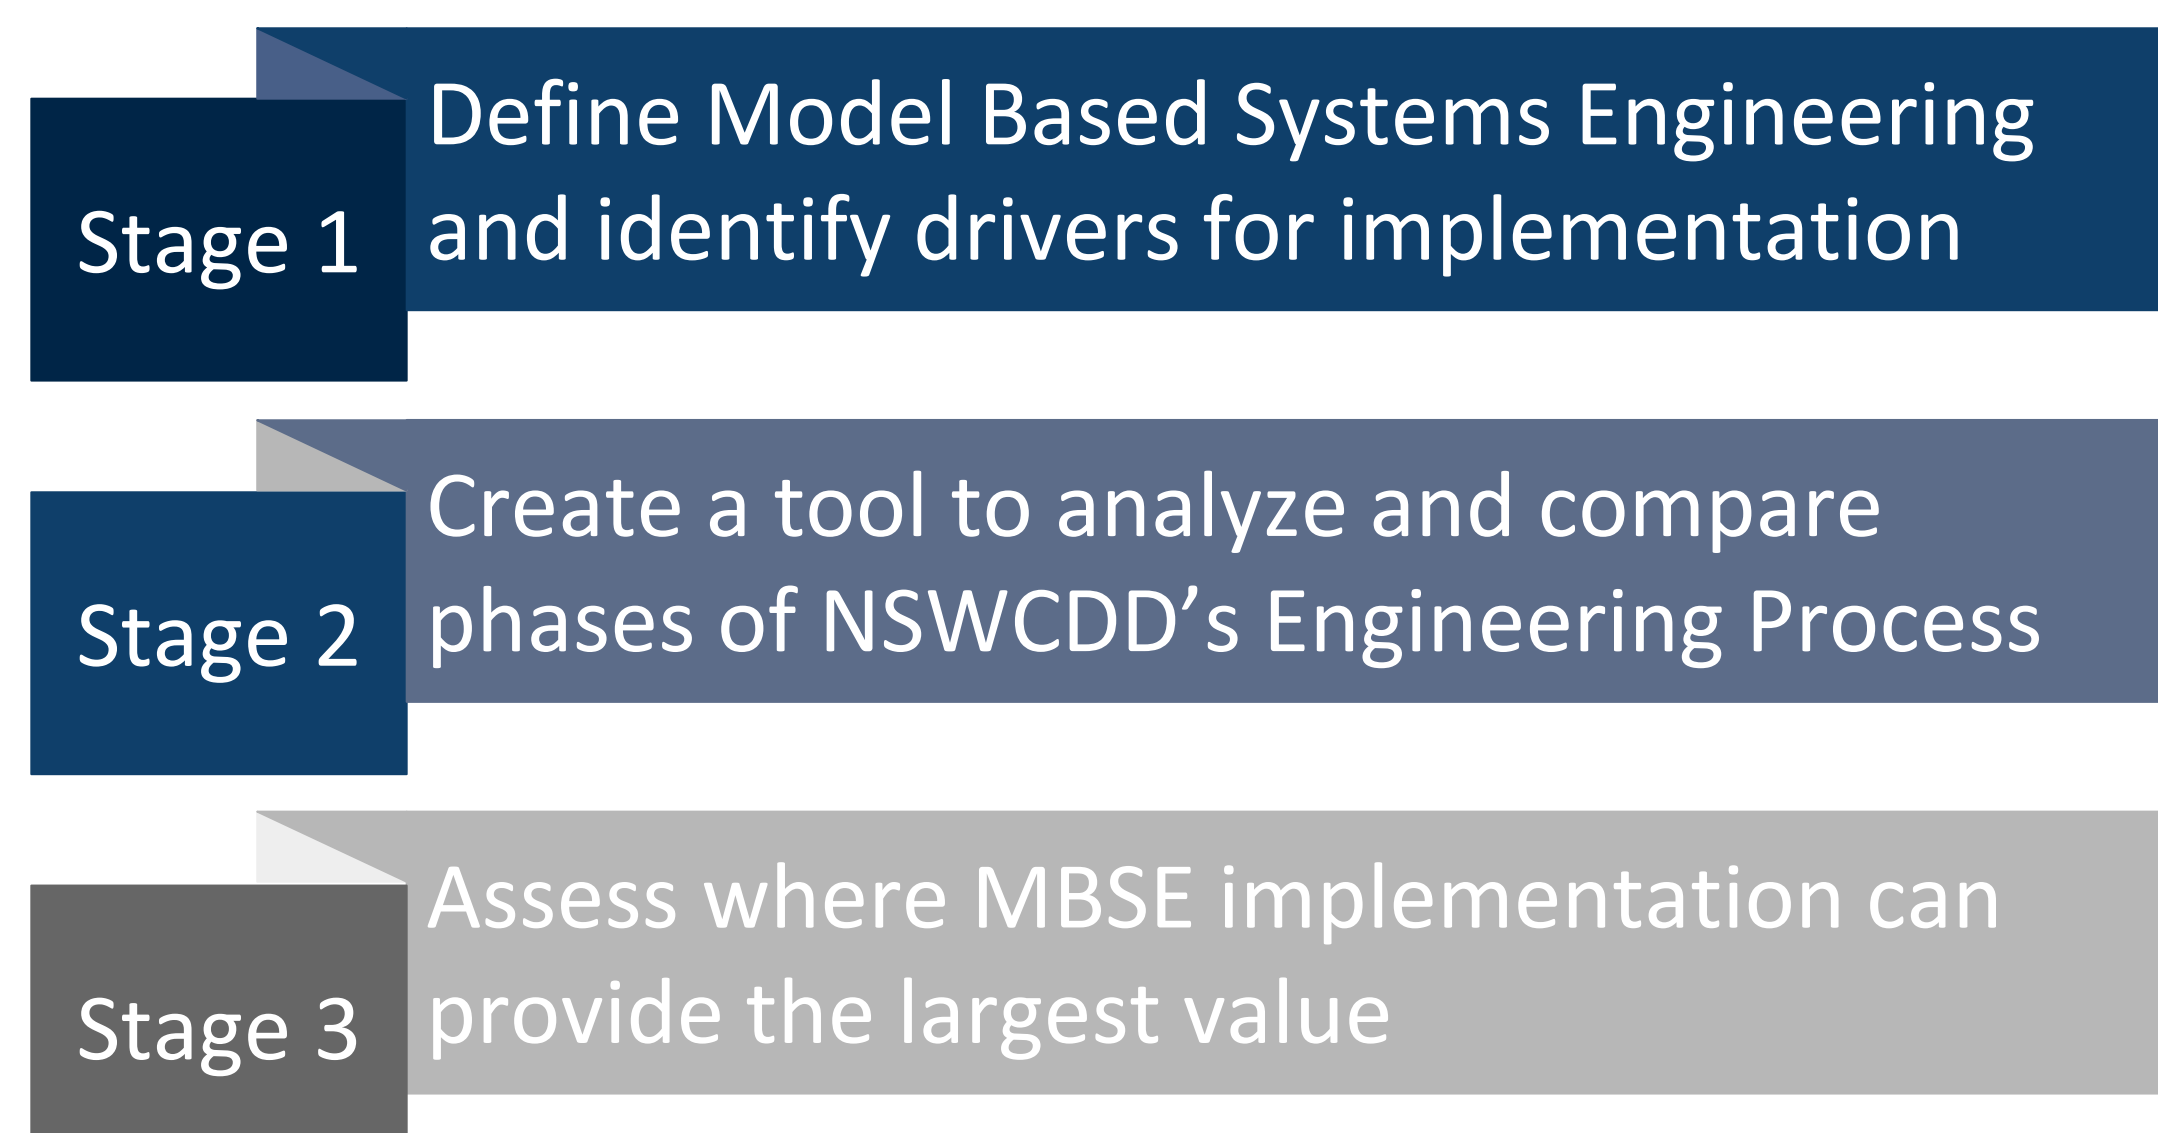 Stage 1
Define Model Based Systems Engineering
and identify drivers for implementation
Stage 2
Create a tool to analyze and compare
phases of NSWCDD’s Engineering Process
Stage 3
Assess where MBSE implementation can
provide the largest value